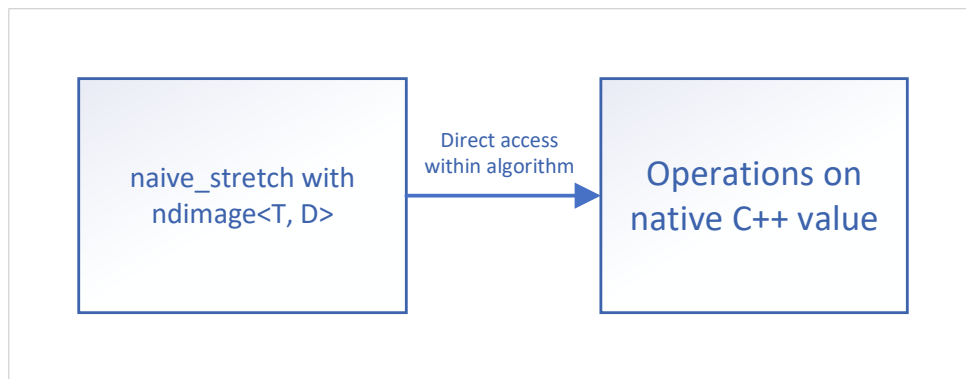 naive_stretch with
ndimage<T, D>
Direct access
within algorithm
Operations on
native C++ value